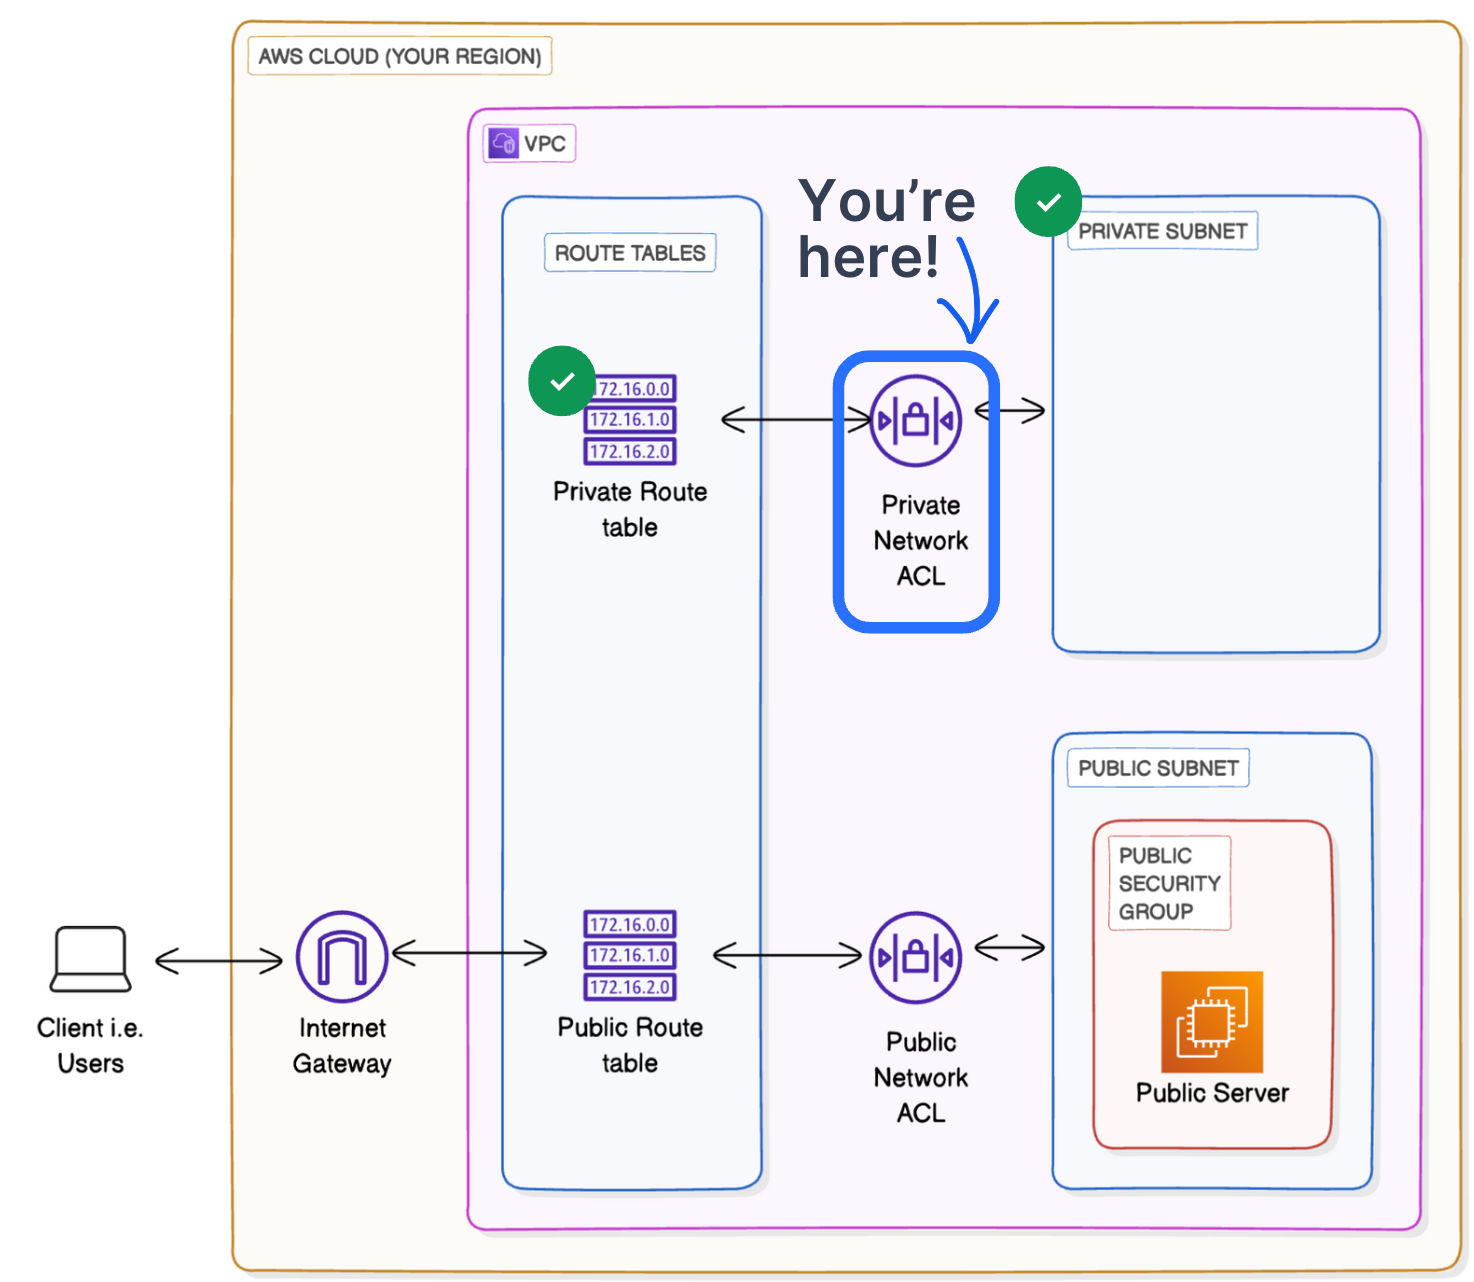 AWS CLOUD (YOUR REGION)
VPC
You're
here!
PRIVATE SUBNET
ROUTE TABLES
172.16.0.0
172.16.1.0
172.16.2.0
Private Route
table
Private
Network
ACL
PUBLIC SUBNET
PUBLIC
SECURITY
GROUP
Public Server
Client i.e.
Users
Internet
Gateway
172.16.0.0
172.16.1.0
172.16.2.0
Public Route
table
Public
Network
ACL